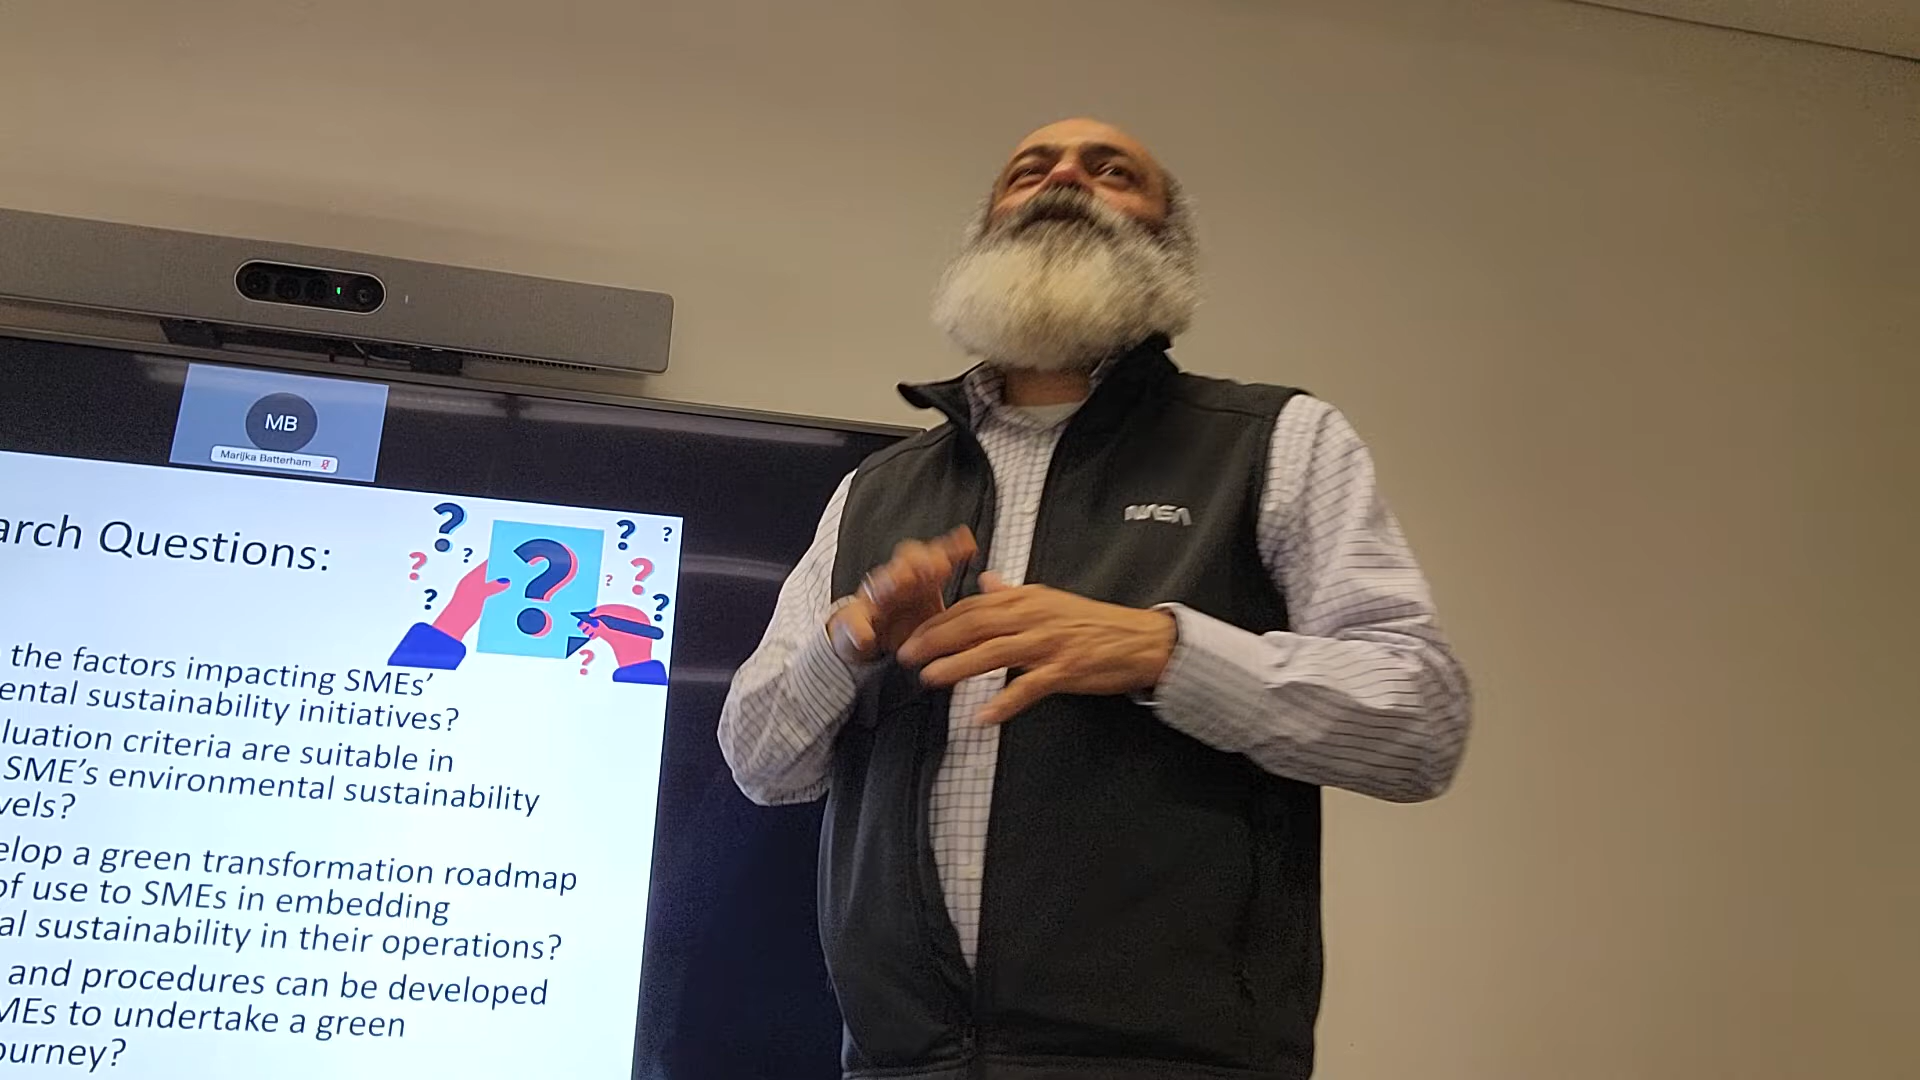 MB
Marijka Batterham
arch Questions:
the factors impacting SMEs'
ental sustainability initiatives?
luation criteria are suitable in
SME's environmental sustainability
vels?
elop a green transformation roadmap
of use to SMEs in embedding
al sustainability in their operations?
and procedures can be developed
MEs to undertake a green
ourney?
NASA